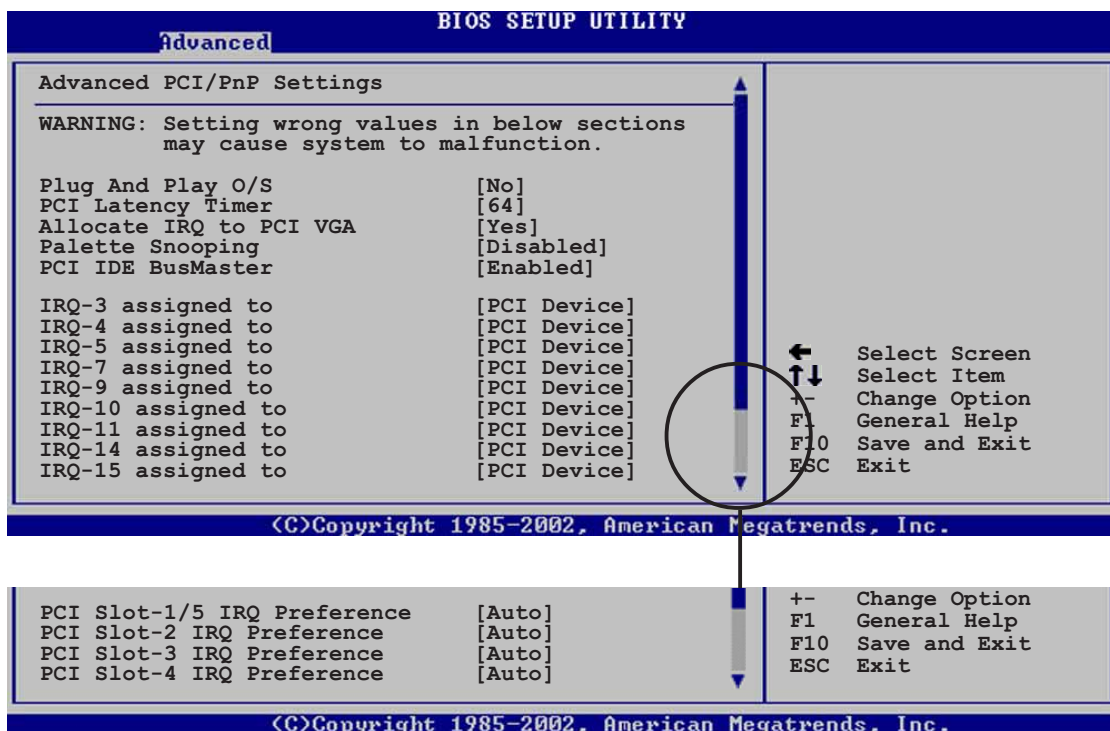 BIOS SETUP UTILITY
Advanced
Advanced PCI/PnP Settings
WARNING: Setting wrong values in below sections
may cause system to malfunction.
Plug And Play O/S [No]
PCI Latency Timer [64]
Allocate IRQ to PCI VGA [Yes]
Palette Snooping [Disabled]
PCI IDE BusMaster [Enabled]
IRQ-3 assigned to [PCI Device]
IRQ-4 assigned to [PCI Device]
IRQ-5 assigned to [PCI Device]
IRQ-7 assigned to [PCI Device]
IRQ-9 assigned to [PCI Device]
IRQ-10 assigned to [PCI Device]
IRQ-11 assigned to [PCI Device]
IRQ-14 assigned to [PCI Device]
IRQ-15 assigned to [PCI Device]
← Select Screen
↑↓ Select Item
+- Change Option
F1 General Help
F10 Save and Exit
ESC Exit
(C)Copyright 1985-2002, American Megatrends, Inc.
PCI Slot-1/5 IRQ Preference [Auto]
PCI Slot-2 IRQ Preference [Auto]
PCI Slot-3 IRQ Preference [Auto]
PCI Slot-4 IRQ Preference [Auto]
+- Change Option
F1 General Help
F10 Save and Exit
ESC Exit
(C)Copyright 1985-2002, American Megatrends, Inc.